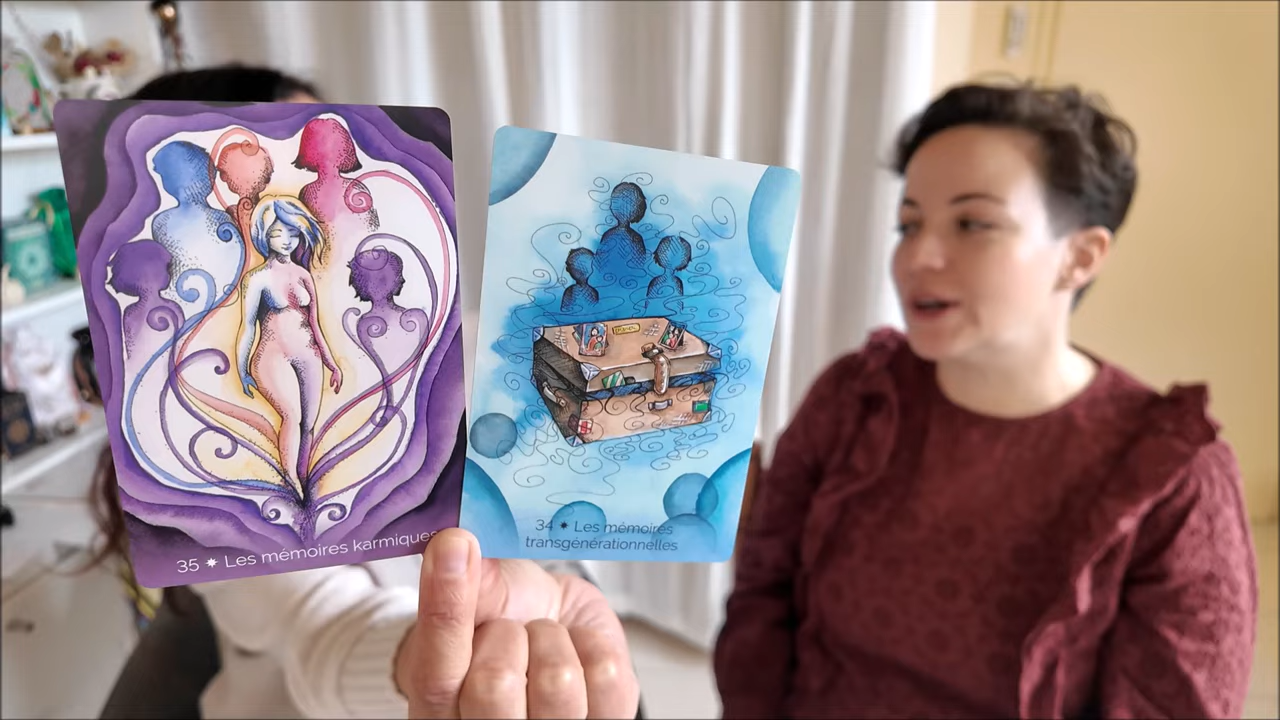 35 ✷ Les mémoires karmiques
34 ✷ Les mémoires
transgénérationnelles